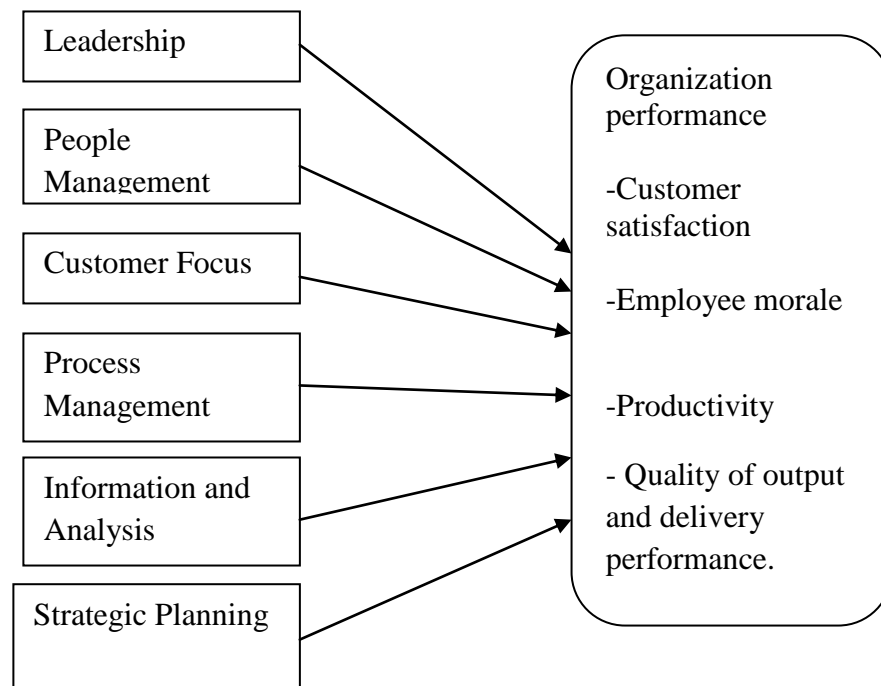 Leadership
People
Management
Customer Focus
Process
Management
Information and
Analysis
Strategic Planning
Organization
performance
-Customer
satisfaction
-Employee morale
-Productivity
- Quality of output
and delivery
performance.